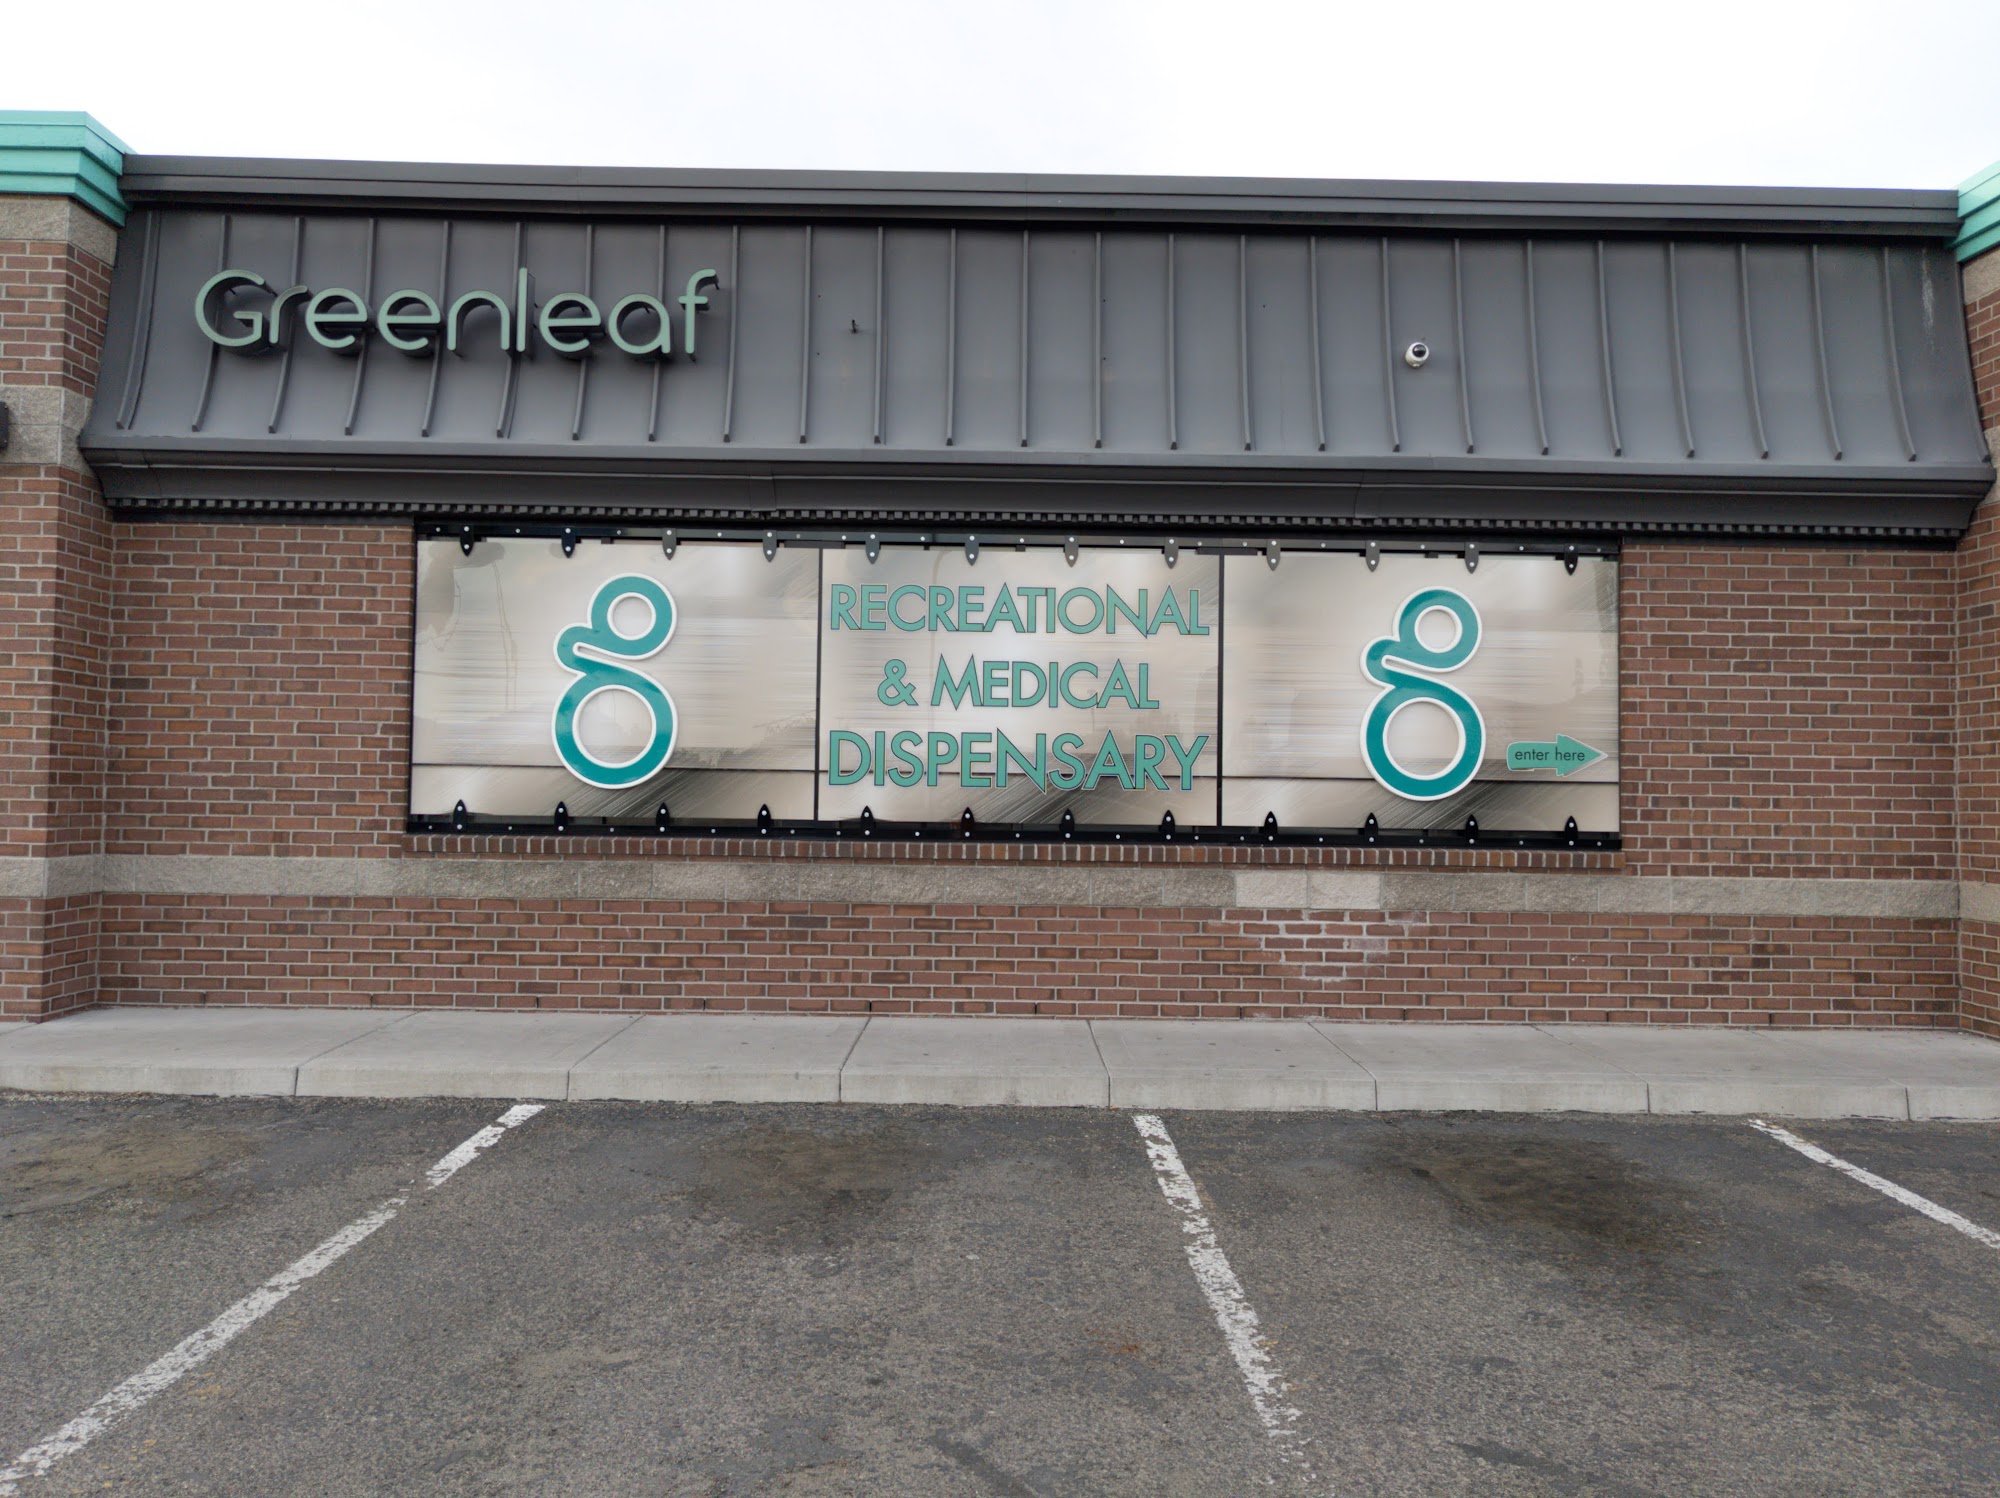 Greenleaf
g
RECREATIONAL
& MEDICAL
DISPENSARY
g
enter here